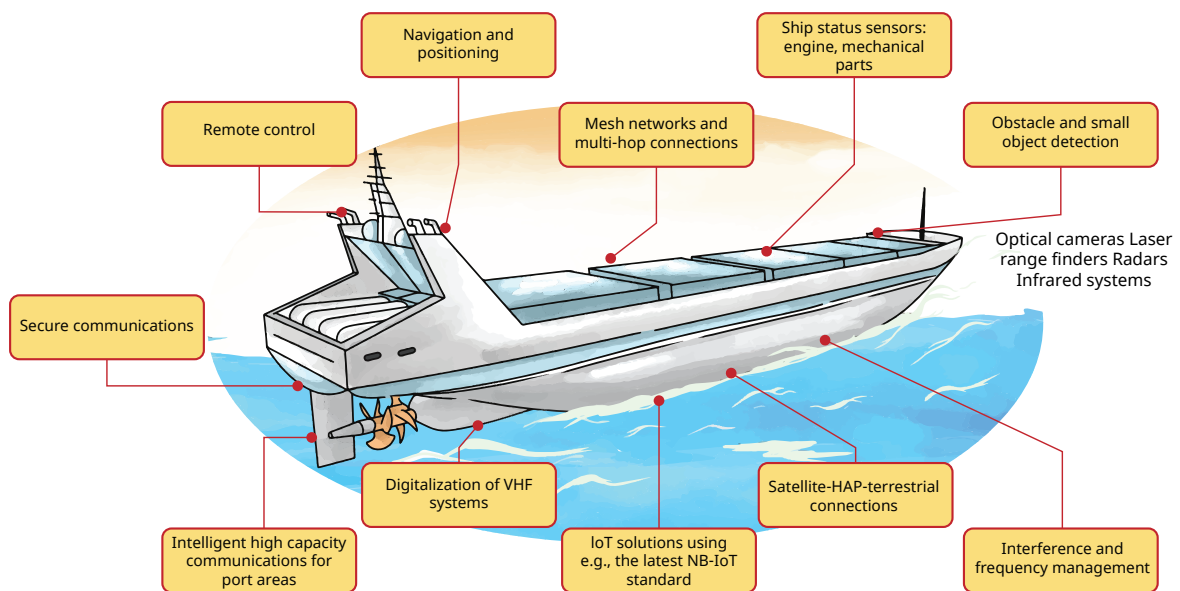 Navigation and
positioning
Ship status sensors:
engine, mechanical
parts
Remote control
Mesh networks and
multi-hop connections
Obstacle and small
object detection
Optical cameras Laser
range finders Radars
Infrared systems
Secure communications
Digitalization of VHF
systems
Satellite-HAP-terrestrial
connections
Intelligent high capacity
communications for
port areas
loT solutions using
e.g., the latest NB-IoT
standard
Interference and
frequency management